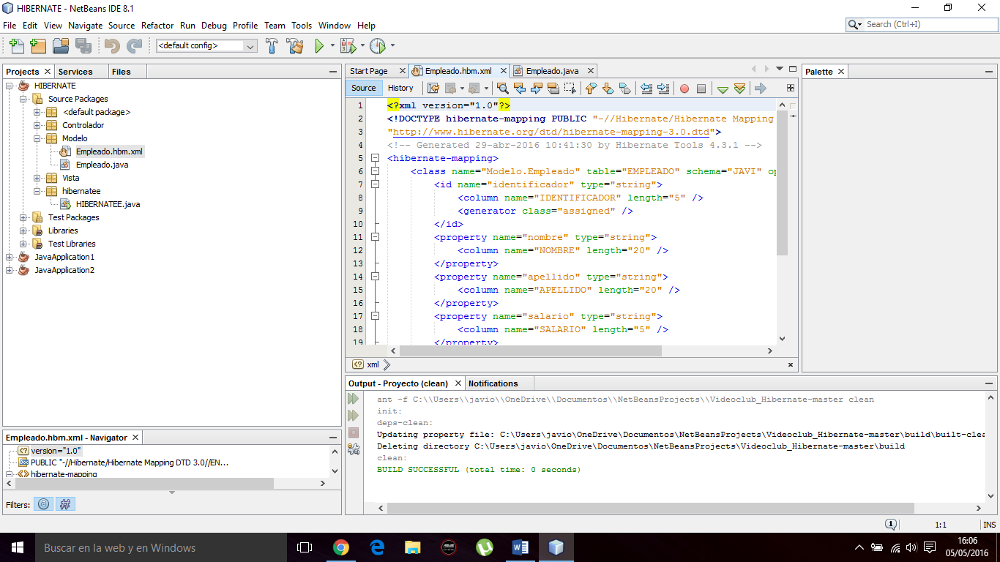 HIBERNATE - NetBeans IDE 8.1
File Edit View Navigate Source Refactor Run Debug Profile Team Tools Window Help
Search (Ctrl+I)
<default config>
Projects
Services
Files
HIBERNATE
Source Packages
<default package>
Controlador
Modelo
Empleado.hbm.xml
Empleado.java
Vista
hibernatee
HIBERNATEE.java
Test Packages
Libraries
Test Libraries
JavaApplication1
JavaApplication2
Empleado.hbm.xml - Navigator
version="1.0"
PUBLIC "-//Hibernate/Hibernate Mapping DTD 3.0//EN...
hibernate-mapping
Filters:
Start Page
Empleado.hbm.xml
Empleado.java
Source
History
1 <?xml version="1.0"?>
2 <!DOCTYPE hibernate-mapping PUBLIC "-//Hibernate/Hibernate Mapping
3 "http://www.hibernate.org/dtd/hibernate-mapping-3.0.dtd">
4 <!-- Generated 29-abr-2016 10:41:30 by Hibernate Tools 4.3.1 -->
5 <hibernate-mapping>
6 <class name="Modelo.Empleado" table="EMPLEADO" schema="JAVI" op
7 <id name="identificador" type="string">
8 <column name="IDENTIFICADOR" length="5" />
9 <generator class="assigned" />
10 </id>
11 <property name="nombre" type="string">
12 <column name="NOMBRE" length="20" />
13 </property>
14 <property name="apellido" type="string">
15 <column name="APELLIDO" length="20" />
16 </property>
17 <property name="salario" type="string">
18 <column name="SALARIO" length="5" />
19 </property>
xml
Palette
Output - Proyecto (clean)
Notifications
ant -f C:\\Users\\javio\\OneDrive\\Documentos\\NetBeansProjects\\Videoclub_Hibernate-master clean
init:
deps-clean:
Updating property file: C:\Users\javio\OneDrive\Documentos\NetBeansProjects\Videoclub_Hibernate-master\build\built-clea
Deleting directory C:\Users\javio\OneDrive\Documentos\NetBeansProjects\Videoclub_Hibernate-master\build
clean:
BUILD SUCCESSFUL (total time: 0 seconds)
1
1:1
INS
Buscar en la web y en Windows
16:06
05/05/2016